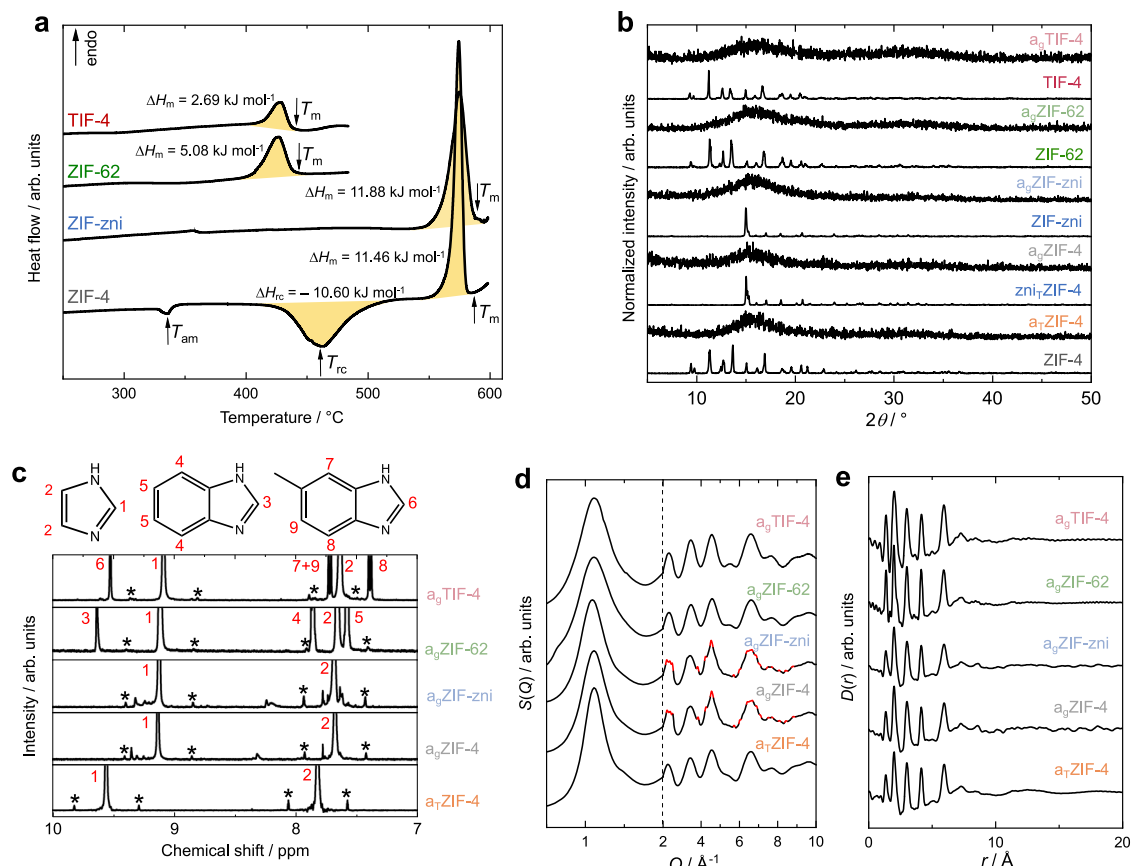 a
endo
ΔHm = 2.69 kJ mol-1
Tm
TIF-4
ΔHm = 5.08 kJ mol-1
Tm
ZIF-62
ΔHm = 11.88 kJ mol-1
Tm
ZIF-zni
ΔHm = 11.46 kJ mol-1
ΔHrc = – 10.60 kJ mol-1
ZIF-4
Tm
Tam
Trc
Heat flow / arb. units
300 400 500 600
Temperature / °C
b
agTIF-4
TIF-4
agZIF-62
ZIF-62
agZIF-zni
ZIF-zni
agZIF-4
zniTZIF-4
aTZIF-4
ZIF-4
Normalized intensity / arb. units
10 20 30 40 50
2θ / °
c
2 2 1 H N N
4 5 5 4 3 H N N
7 9 8 6 H N N
6 1 * * 7+9 * 2 * 8
agTIF-4
3 * 1 * 4 * 2 5 *
agZIF-62
* 1 * * 2 *
agZIF-zni
* 1 * * 2 *
agZIF-4
* 1 * * 2 *
aTZIF-4
Intensity / arb. units
10 9 8 7
Chemical shift / ppm
d
agTIF-4
agZIF-62
agZIF-zni
agZIF-4
aTZIF-4
S(Q) / arb. units
1 2 4 6 8 10
Q / Å-1
e
agTIF-4
agZIF-62
agZIF-zni
agZIF-4
aTZIF-4
D(r) / arb. units
0 10 20
r / Å